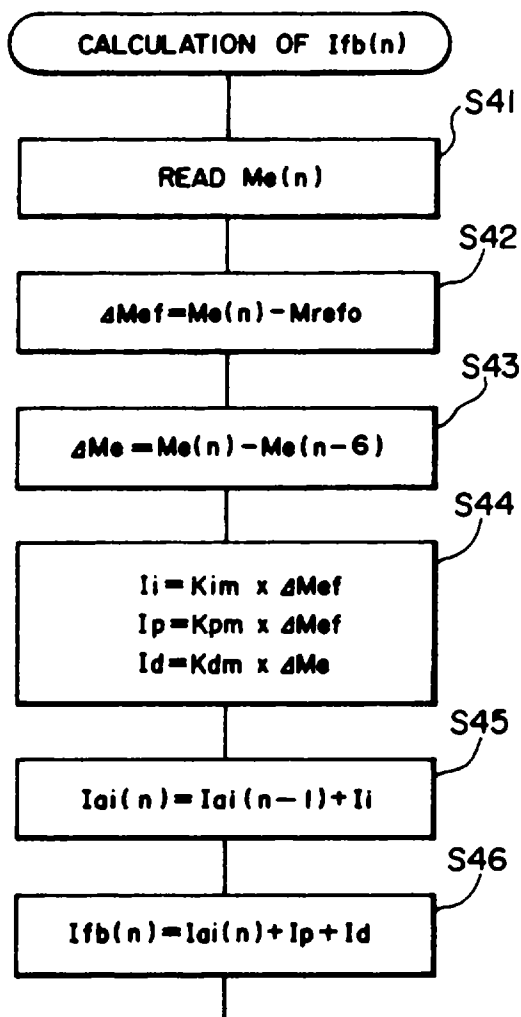 CALCULATION OF Ifb(n)
S41
READ Me(n)
S42
ΔMef=Me(n)-Mrefo
S43
ΔMe=Me(n)-Me(n-6)
S44
Ii=Kim x ΔMef
Ip=Kpm x ΔMef
Id=Kdm x ΔMe
S45
Iai(n)=Iai(n-1)+Ii
S46
Ifb(n)=Iai(n)+Ip+Id